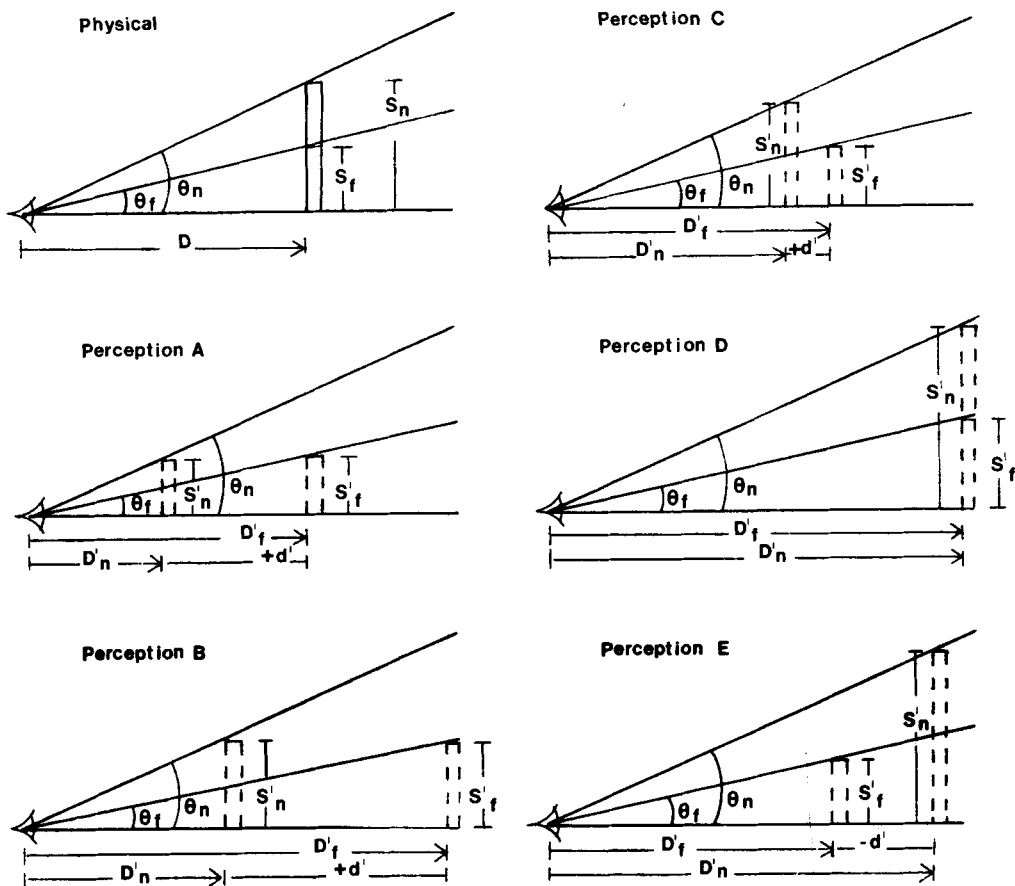 Physical
Sn
Sf
θf
θn
D
Perception A
θf
S'n
θn
S'f
D'f
D'n
+d'
Perception B
θf
θn
S'n
S'f
D'f
D'n
+d'
Perception C
S'n
S'f
θf
θn
D'f
D'n
+d'
Perception D
S'n
S'f
θf
θn
D'f
D'n
Perception E
S'n
S'f
θf
θn
D'f
-d'
D'n